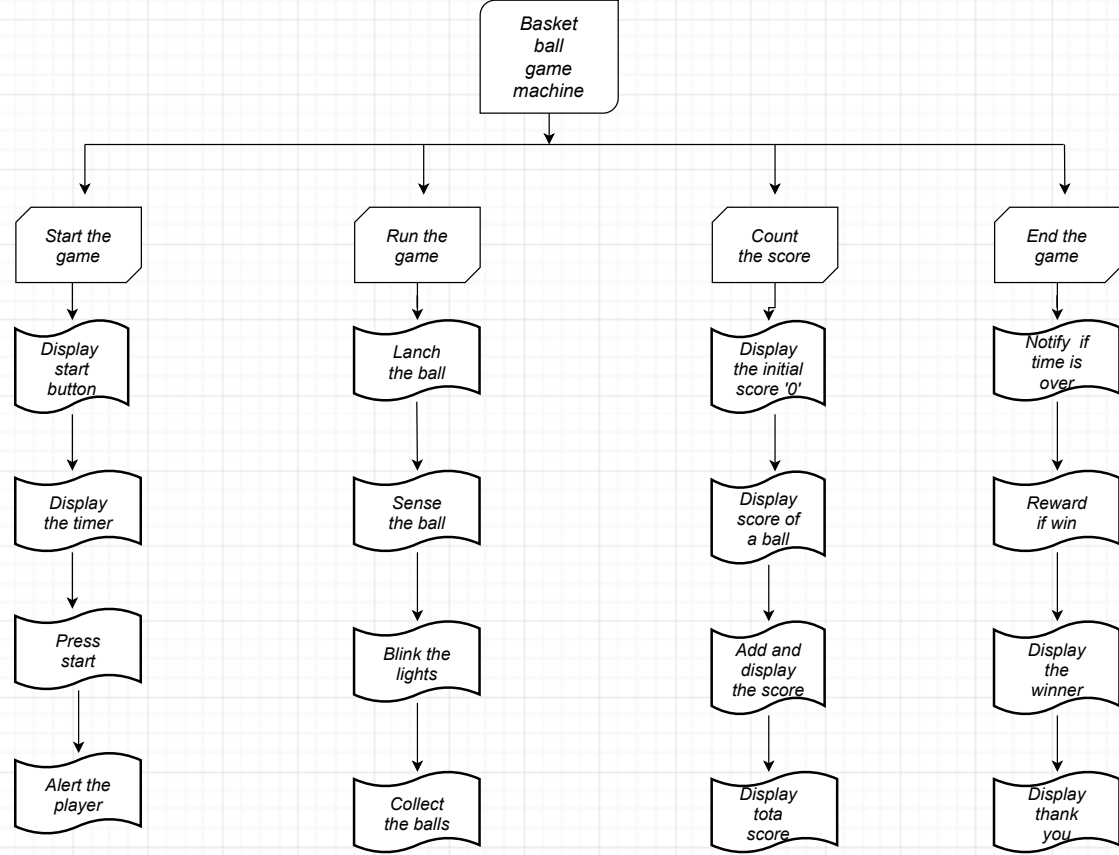 Basket
ball
game
machine
Start the
game
Run the
game
Count
the score
End the
game
Display
start
button
Lanch
the ball
Display
the initial
score '0'
Notify if
time is
over
Display
the timer
Sense
the ball
Display
score of
a ball
Reward
if win
Press
start
Blink the
lights
Add and
display
the score
Display
the
winner
Alert the
player
Collect
the balls
Display
tota
score
Display
thank
you